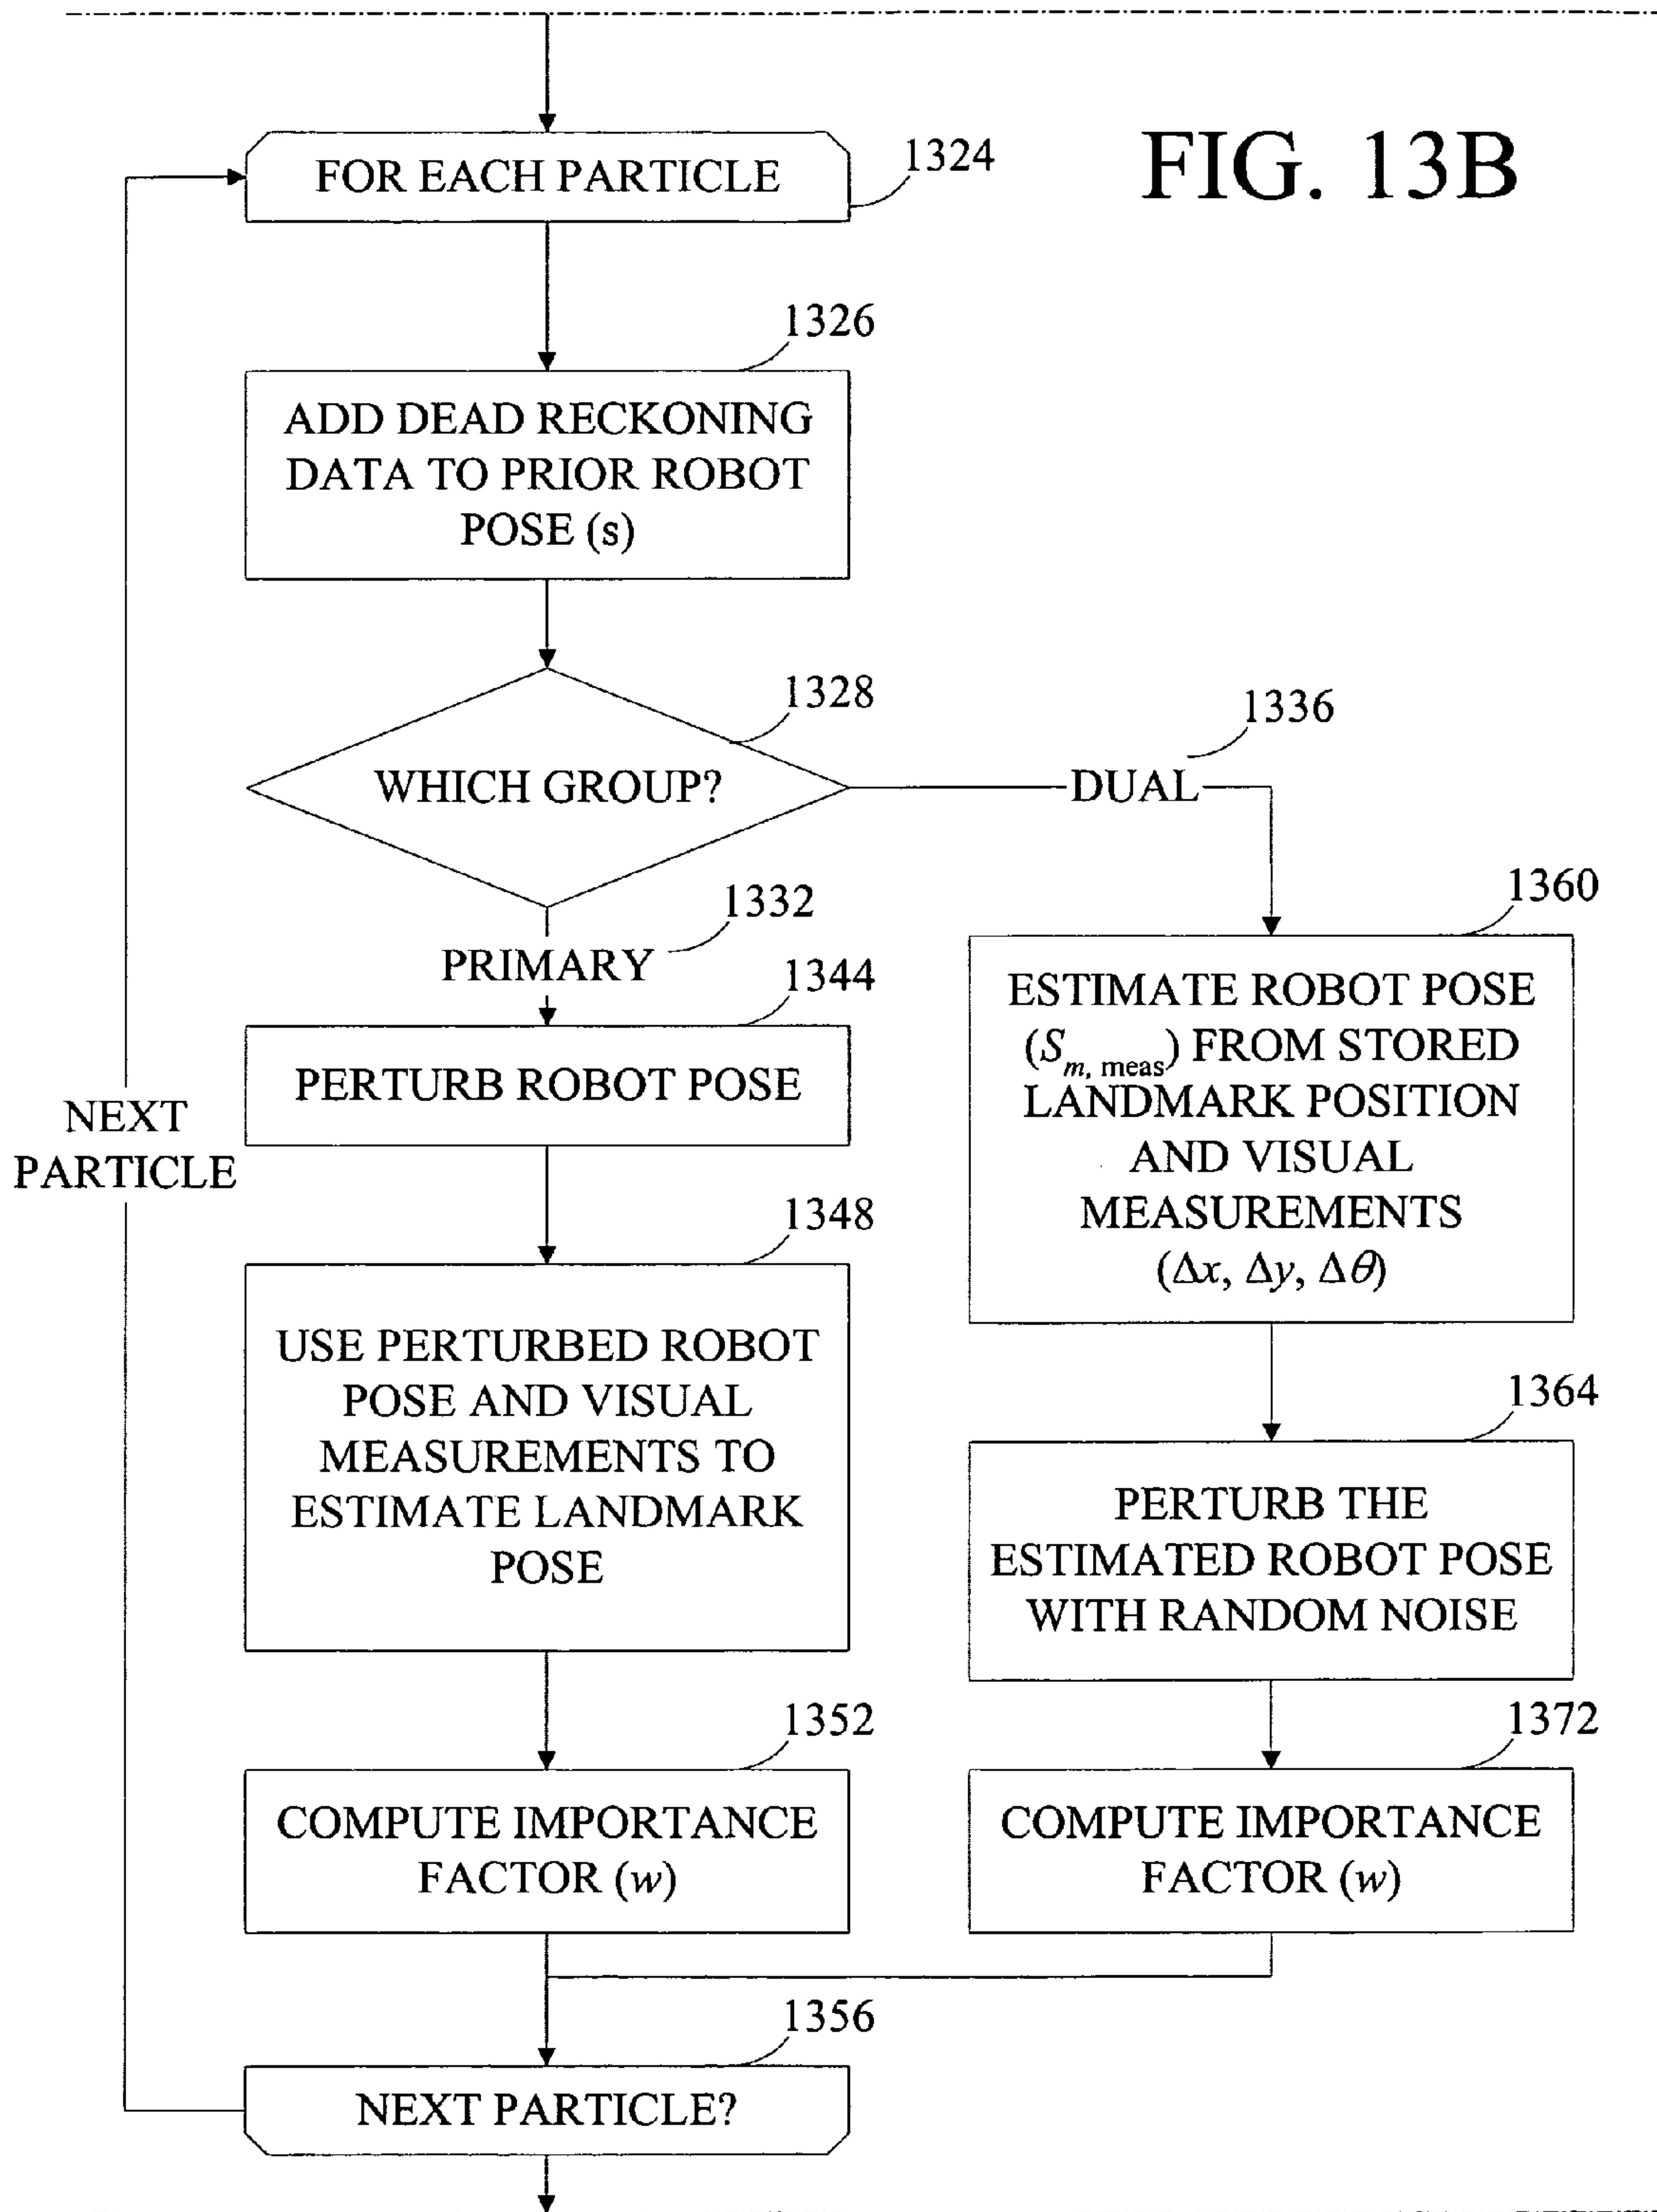 FIG. 13B
FOR EACH PARTICLE
1324
1326
ADD DEAD RECKONING
DATA TO PRIOR ROBOT
POSE (s)
1328
WHICH GROUP?
1336
DUAL
1332
PRIMARY
1344
PERTURB ROBOT POSE
NEXT
PARTICLE
1348
USE PERTURBED ROBOT
POSE AND VISUAL
MEASUREMENTS TO
ESTIMATE LANDMARK
POSE
1352
COMPUTE IMPORTANCE
FACTOR (w)
1360
ESTIMATE ROBOT POSE
(S_m, meas) FROM STORED
LANDMARK POSITION
AND VISUAL
MEASUREMENTS
(Δx, Δy, Δθ)
1364
PERTURB THE
ESTIMATED ROBOT POSE
WITH RANDOM NOISE
1372
COMPUTE IMPORTANCE
FACTOR (w)
1356
NEXT PARTICLE?